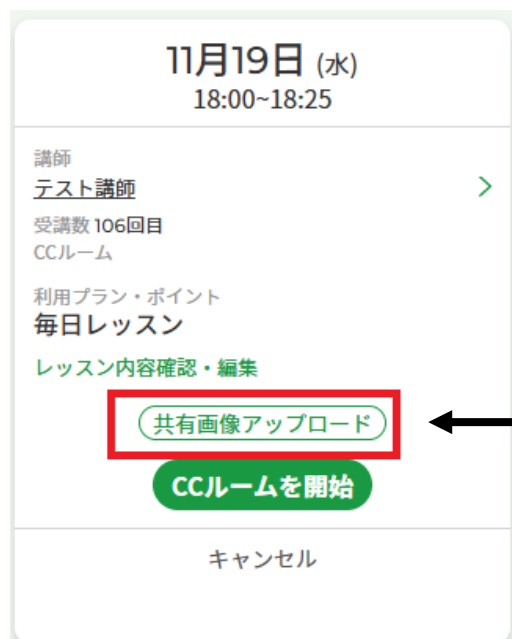 11月19日 (水)
18:00~18:25
講師
テスト講師
受講数 106回目
CCルーム
利用プラン・ポイント
毎日レッスン
レッスン内容確認・編集
共有画像アップロード
CCルームを開始
キャンセル